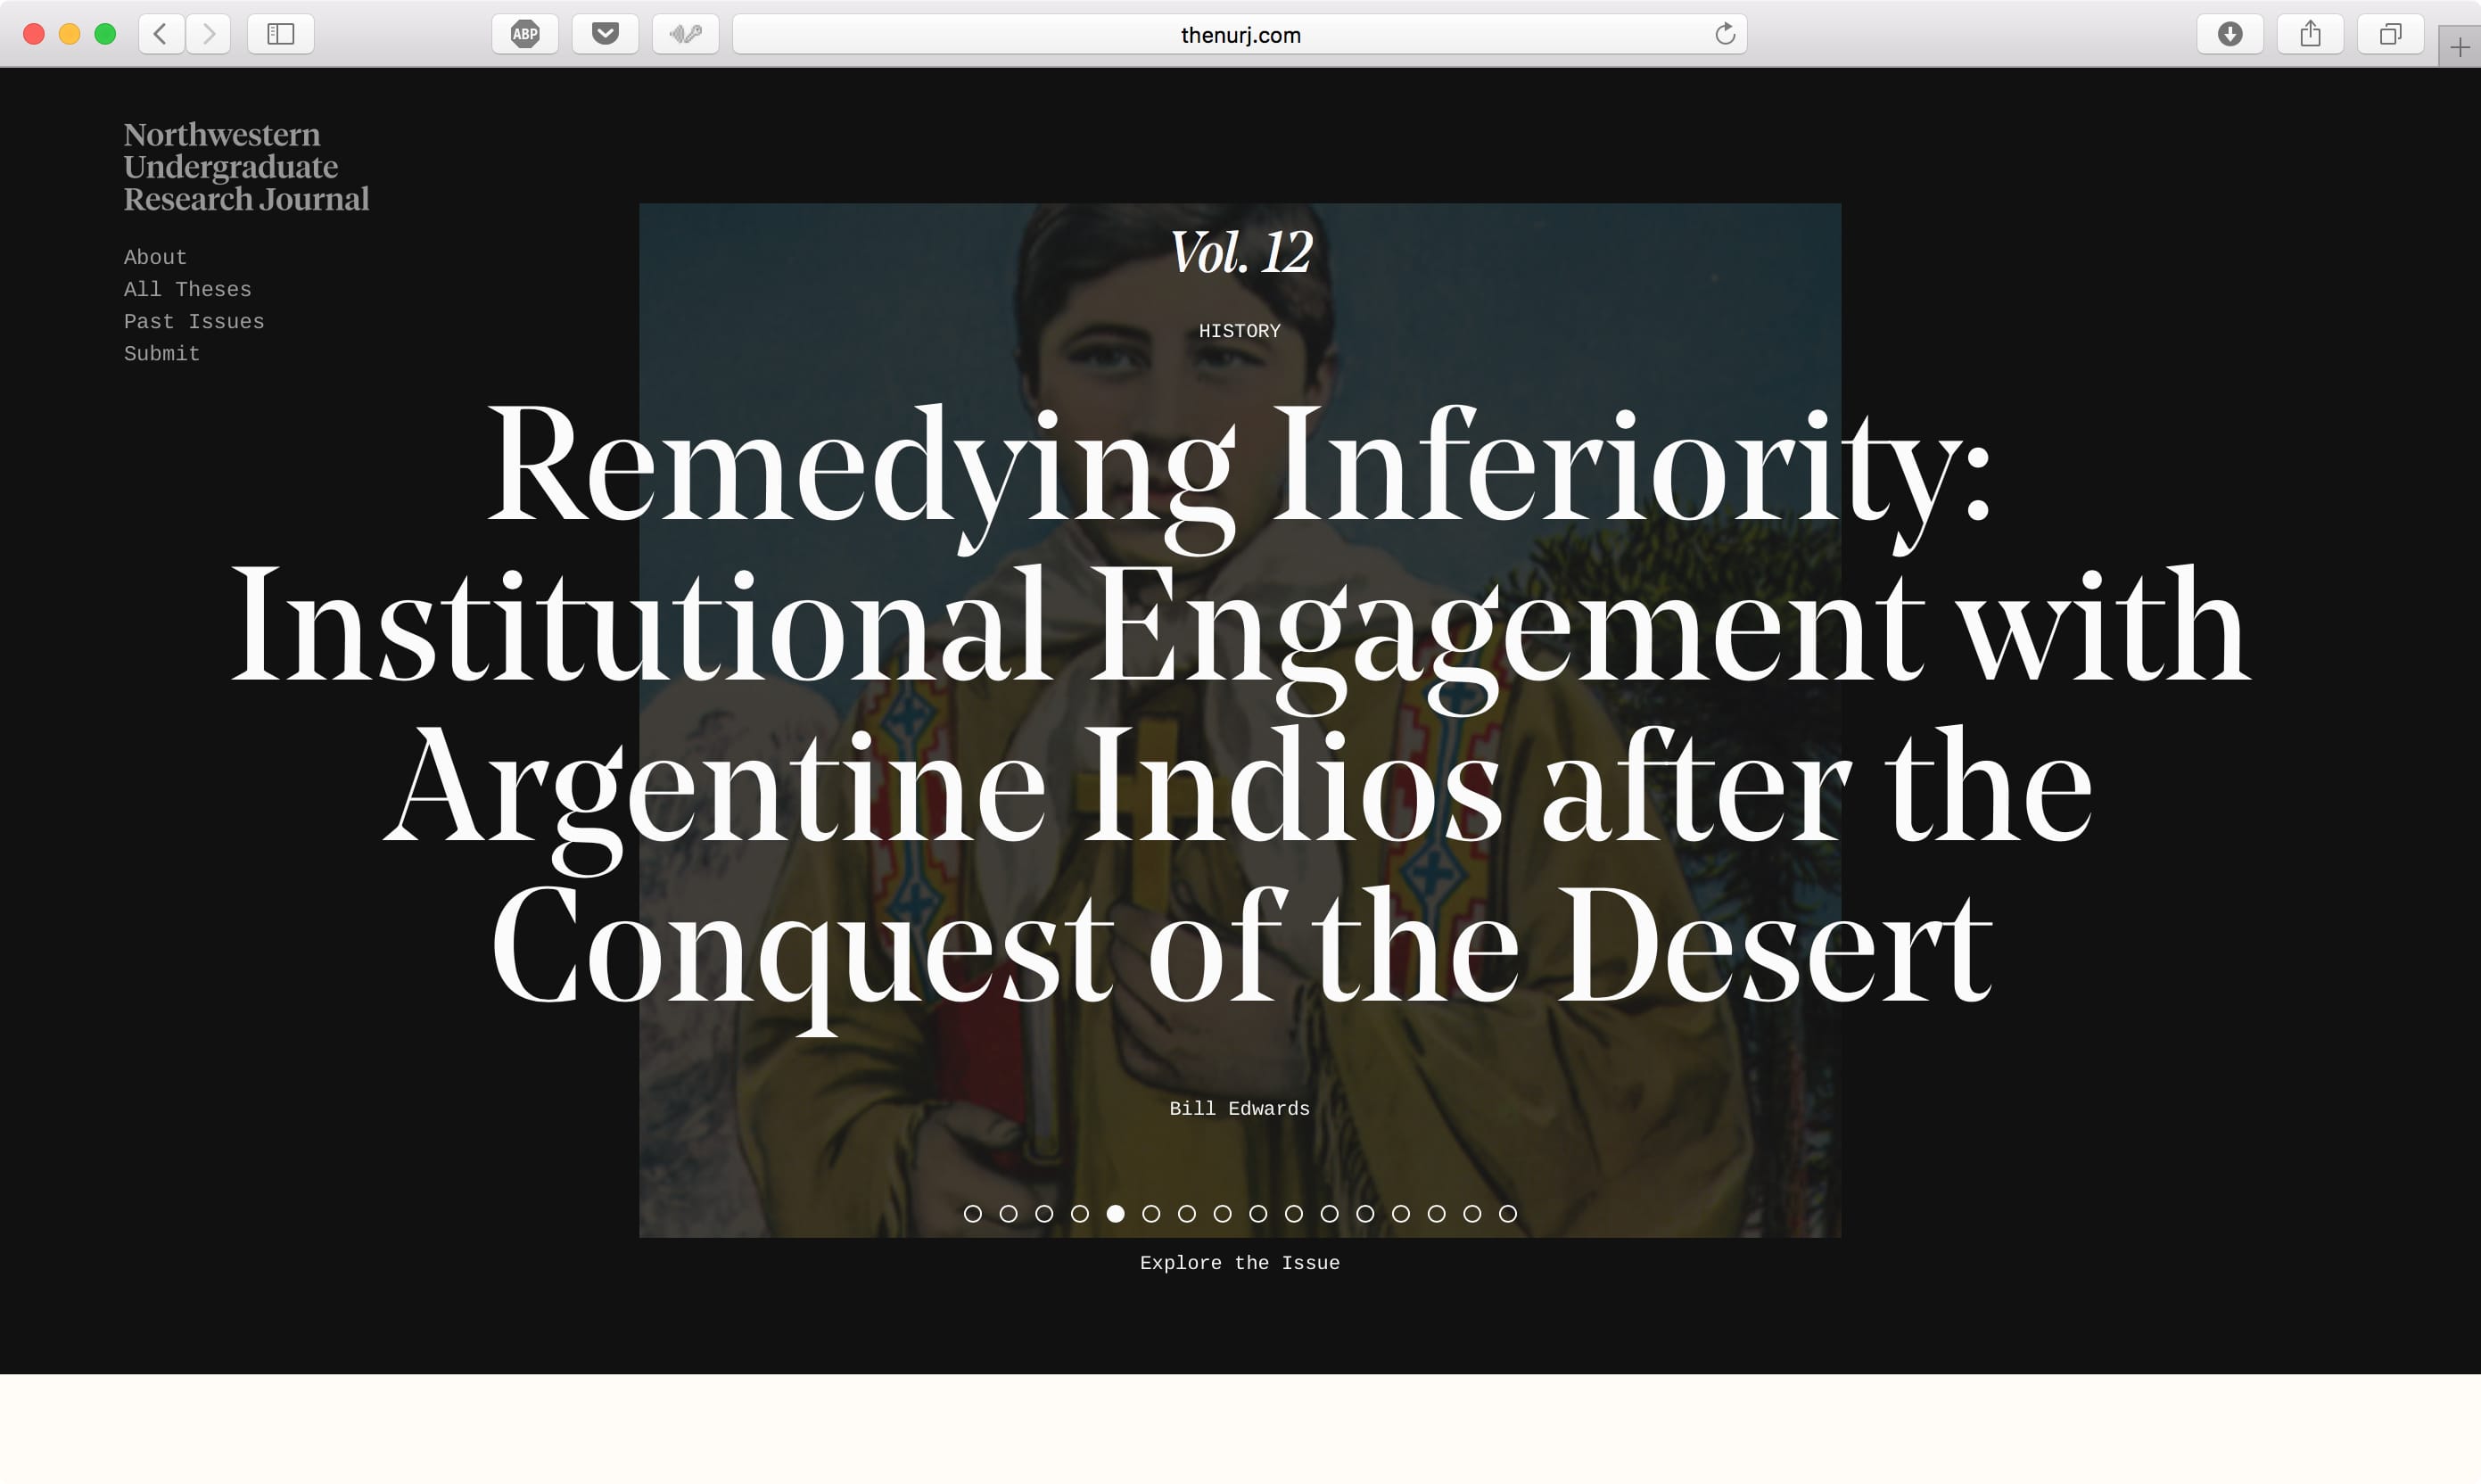 ABP
thenurj.com
Northwestern
Undergraduate
Research Journal
About
All Theses
Past Issues
Submit
Vol. 12
HISTORY
Remedying Inferiority:
Institutional Engagement with
Argentine Indios after the
Conquest of the Desert
Bill Edwards
Explore the Issue